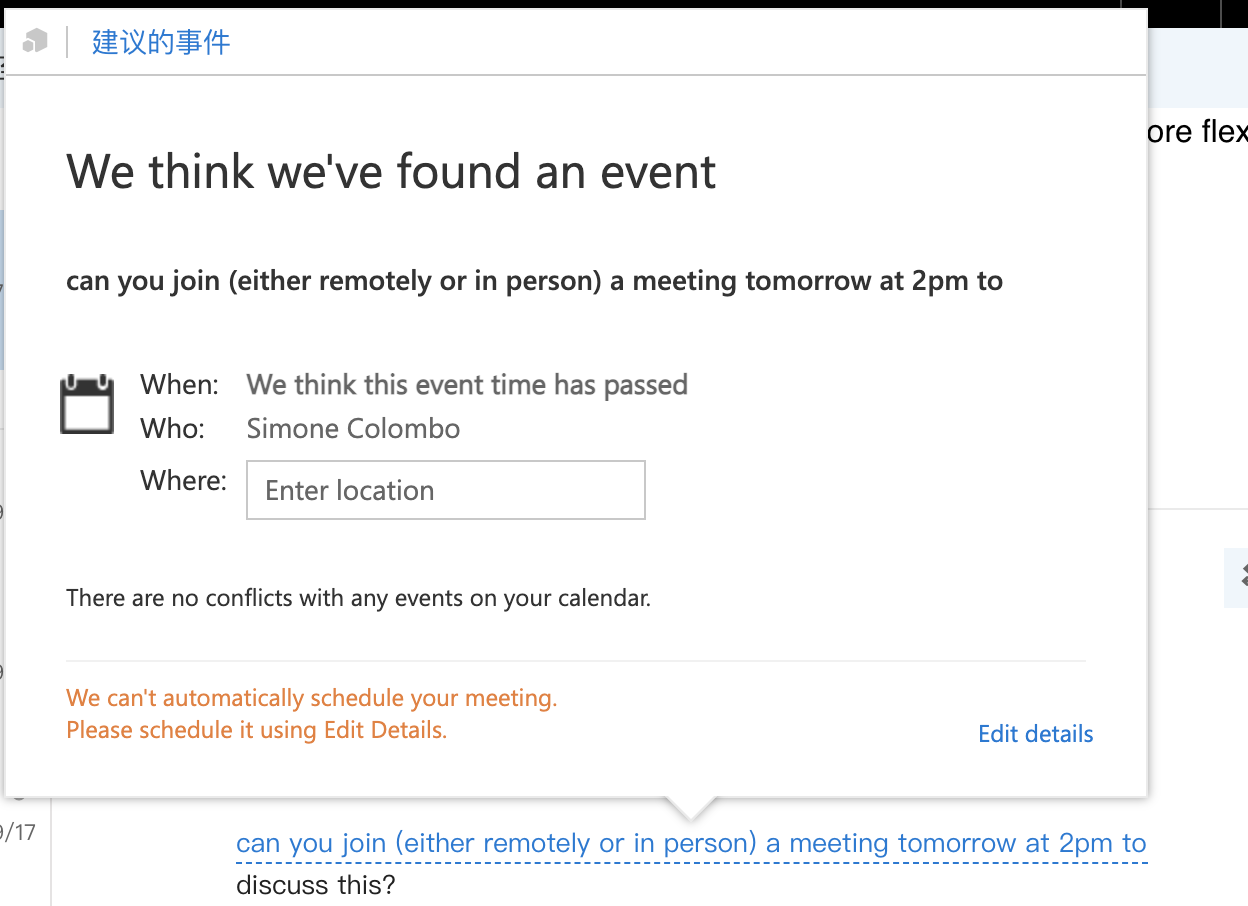 建议的事件
ore flex
We think we've found an event
can you join (either remotely or in person) a meeting tomorrow at 2pm to
When: We think this event time has passed
Who: Simone Colombo
Where: Enter location
There are no conflicts with any events on your calendar.
We can't automatically schedule your meeting.
Please schedule it using Edit Details.
Edit details
9/17
can you join (either remotely or in person) a meeting tomorrow at 2pm to
discuss this?